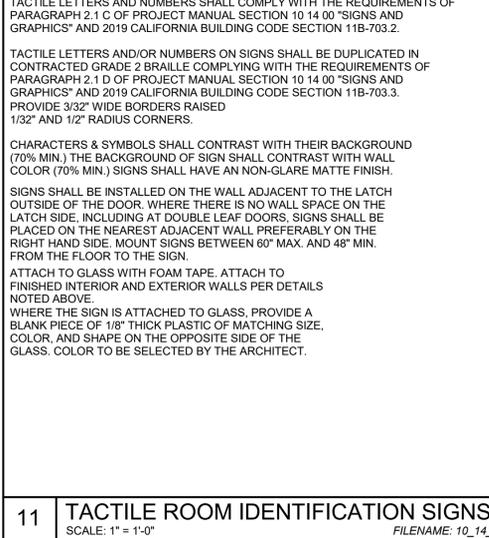 TACTILE LETTERS AND NUMBERS SHALL COMPLY WITH THE REQUIREMENTS OF
PARAGRAPH 2.1 C OF PROJECT MANUAL SECTION 10 14 00 "SIGNS AND
GRAPHICS" AND 2019 CALIFORNIA BUILDING CODE SECTION 11B-703.2.
TACTILE LETTERS AND/OR NUMBERS ON SIGNS SHALL BE DUPLICATED IN
CONTRACTED GRADE 2 BRAILLE COMPLYING WITH THE REQUIREMENTS OF
PARAGRAPH 2.1 D OF PROJECT MANUAL SECTION 10 14 00 "SIGNS AND
GRAPHICS" AND 2019 CALIFORNIA BUILDING CODE SECTION 11B-703.3.
PROVIDE 3/32" WIDE BORDERS RAISED
1/32" AND 1/2" RADIUS CORNERS.
CHARACTERS & SYMBOLS SHALL CONTRAST WITH THEIR BACKGROUND
(70% MIN.) THE BACKGROUND OF SIGN SHALL CONTRAST WITH WALL
COLOR (70% MIN.) SIGNS SHALL HAVE AN NON-GLARE MATTE FINISH.
SIGNS SHALL BE INSTALLED ON THE WALL ADJACENT TO THE LATCH
OUTSIDE OF THE DOOR. WHERE THERE IS NO WALL SPACE ON THE
LATCH SIDE, INCLUDING AT DOUBLE LEAF DOORS, SIGNS SHALL BE
PLACED ON THE NEAREST ADJACENT WALL PREFERABLY ON THE
RIGHT HAND SIDE. MOUNT SIGNS BETWEEN 60" MAX. AND 48" MIN.
FROM THE FLOOR TO THE SIGN.
ATTACH TO GLASS WITH FOAM TAPE. ATTACH TO
FINISHED INTERIOR AND EXTERIOR WALLS PER DETAILS
NOTED ABOVE.
WHERE THE SIGN IS ATTACHED TO GLASS, PROVIDE A
BLANK PIECE OF 1/8" THICK PLASTIC OF MATCHING SIZE,
COLOR, AND SHAPE ON THE OPPOSITE SIDE OF THE
GLASS. COLOR TO BE SELECTED BY THE ARCHITECT.
11 TACTILE ROOM IDENTIFICATION SIGNS
SCALE: 1" = 1'-0" FILENAME: 10_14_